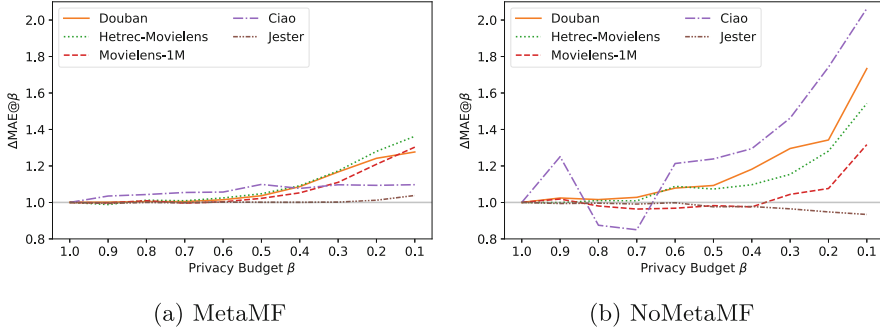 2.0
1.8
1.6
1.4
1.2
1.0
0.8
ΔMAE@β
Douban
Hetrec-Movielens
Movielens-1M
Ciao
Jester
1.0 0.9 0.8 0.7 0.6 0.5 0.4 0.3 0.2 0.1
Privacy Budget β
(a) MetaMF
2.0
1.8
1.6
1.4
1.2
1.0
0.8
ΔMAE@β
Douban
Hetrec-Movielens
Movielens-1M
Ciao
Jester
1.0 0.9 0.8 0.7 0.6 0.5 0.4 0.3 0.2 0.1
Privacy Budget β
(b) NoMetaMF